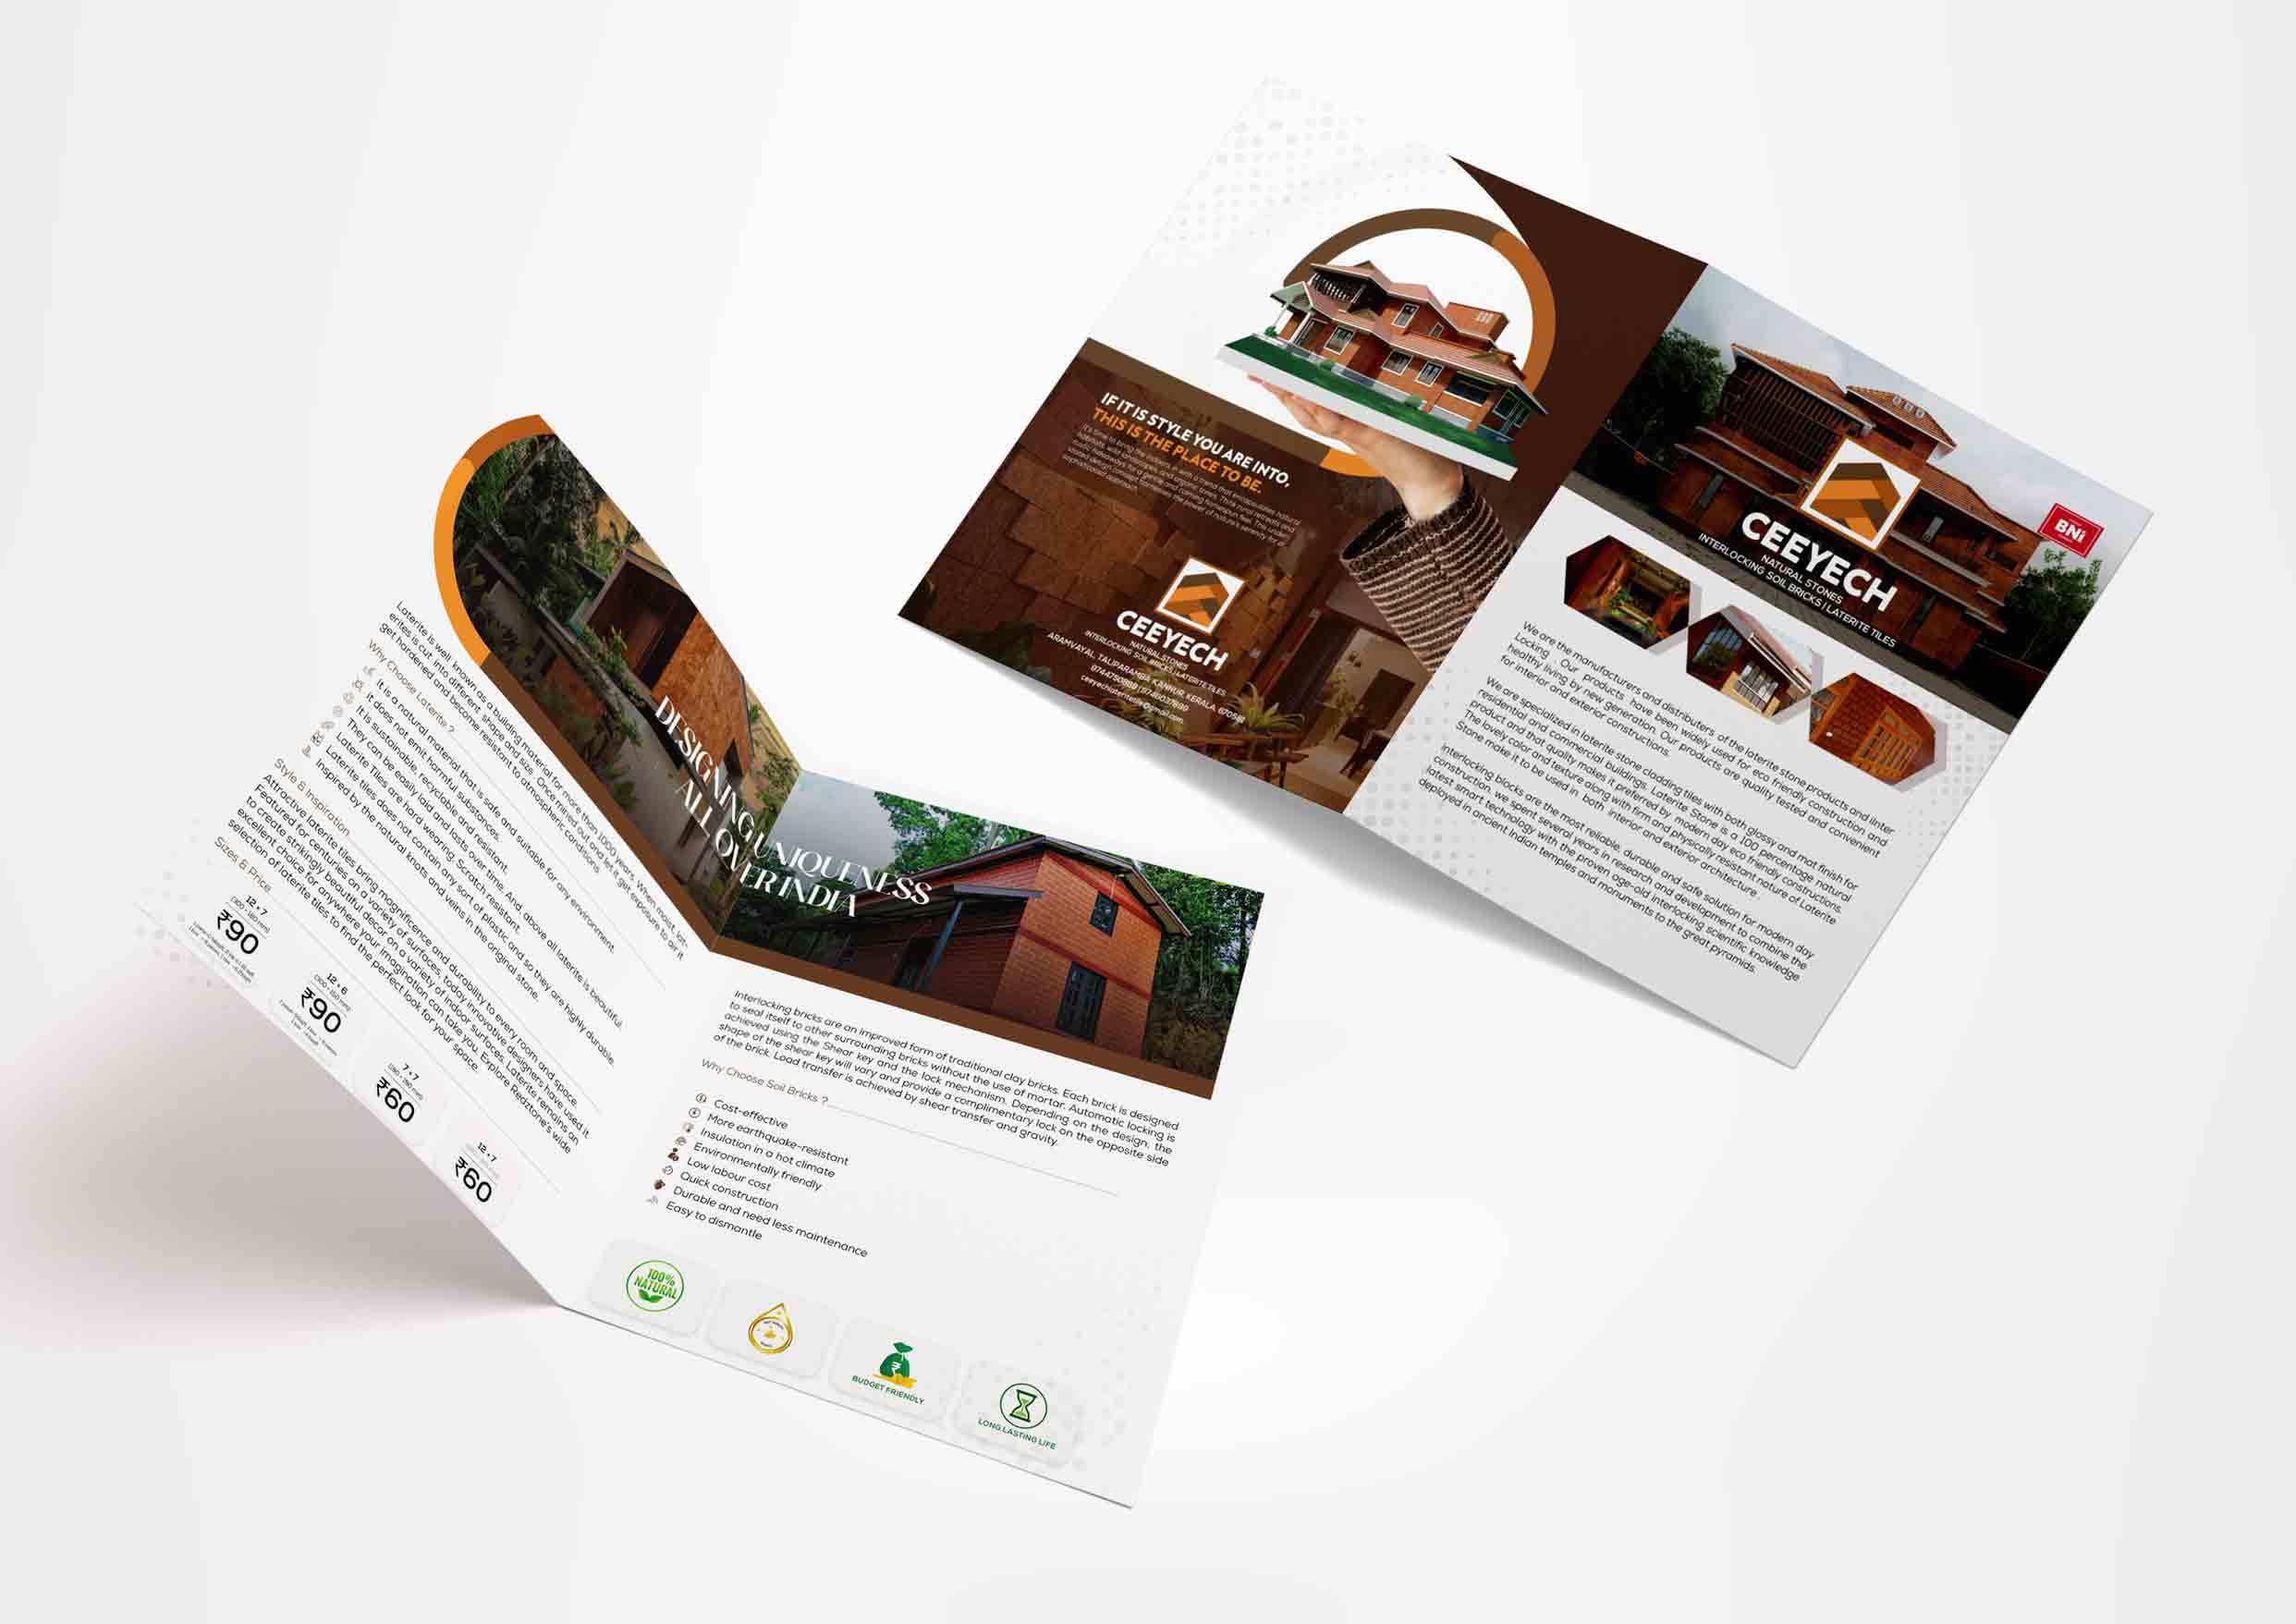 IF IT IS STYLE YOU ARE INTO,
THIS IS THE PLACE TO BE.
It's time to bring the outdoors in with a trend that encapsulates natural
CEEYECH
NATURAL STONES
INTERLOCKING SOIL BRICKS | LATERITE TILES
ARAMVAYAL, TALIPARAMBA, KANNUR, KERALA, 670581
BNi
CEEYECH
NATURAL STONES
INTERLOCKING SOIL BRICKS | LATERITE TILES
We are the manufacturers and distributers of the laterite stone products and iinter
Locking . Our products have been widely used for eco friendly construction and
healthy living by new generation. Our products are quality tested and convenient
for interior and exterior constructions.
We are specialized in laterite stone cladding tiles with both glossy and mat finish for
residential and commercial buildings. Laterite Stone is a 100 percentage natural
product and that quality makes it preferred by modern day eco friendly constructions.
The lovely color and texture along with firm and physically resistant nature of Laterite
Stone make it to be used in both interior and exterior architecture .
Interlocking blocks are the most reliable, durable and safe solution for modern day
construction. we spent several years in research and development to combine the
latest smart technology with the proven age-old interlocking scientific knowledge
deployed in ancient Indian temples and monuments to the great pyramids.
DESIGNING UNIQUENESS
ALL OVER INDIA
Laterite is well known as a building material for more than 1000 years. When moist, lat-
erites is cut into different shape and size. Once mined out and let it get exposure to air it
get hardened and become resistant to atmospheric conditions
Why Choose Laterite ?
It is a natural material that is safe and suitable for any environment.
It does not emit harmful substances.
It is sustainable, recyclable and resistant.
They can be easily laid and lasts over time. And, above all laterite is beautiful.
Laterite Tiles are hard wearing. Scratch resistant.
Laterite tiles does not contain any sort of plastic and so they are highly durable.
Inspired by the natural knots and veins in the original stone.
Style & Inspiration
Attractive laterite tiles bring magnificence and durability to every room and space.
Featured for centuries on a variety of surfaces, today innovative designers have used it
to create strikingly beautiful decor on a variety of indoor surfaces. Laterite remains an
excellent choice for anywhere your imagination can take you. Explore Redztone's wide
selection of laterite tiles to find the perfect look for your space.
Sizes & Price
12 * 7
₹90
12 * 6
₹90
7 * 7
₹60
12 * 7
₹60
Interlocking bricks are an improved form of traditional clay bricks. Each brick is designed
to seal itself to other surrounding bricks without the use of mortar. Automatic locking is
achieved using the Shear key and the lock mechanism. Depending on the design, the
shape of the shear key will vary and provide a complimentary lock on the opposite side
of the brick. Load transfer is achieved by shear transfer and gravity.
Why Choose Soil Bricks ?
Cost-effective
More earthquake-resistant
Insulation in a hot climate
Environmentally friendly
Low labour cost
Quick construction
Durable and need less maintenance
Easy to dismantle
100%
NATURAL
BUDGET FRIENDLY
LONG LASTING LIFE